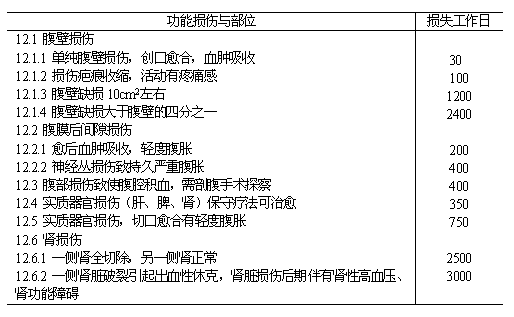 功能损伤与部位 损失工作日
12.1 腹壁损伤
12.1.1 单纯腹壁损伤，创口愈合，血肿吸收 30
12.1.2 损伤疤痕收缩，活动有疼痛感 100
12.1.3 腹壁缺损 10cm²左右 1200
12.1.4 腹壁缺损大于腹壁的四分之一 2400
12.2 腹膜后间隙损伤
12.2.1 愈后血肿吸收，轻度腹胀 200
12.2.2 神经丛损伤致持久严重腹胀 400
12.3 腹部损伤致使腹腔积血，需剖腹手术探察 400
12.4 实质器官损伤（肝、脾、肾）保守疗法可治愈 350
12.5 实质器官损伤，切口愈合有轻度腹胀 750
12.6 肾损伤
12.6.1 一侧肾全切除，另一侧肾正常 2500
12.6.2 一侧肾脏破裂引起出血性休克，肾脏损伤后期伴有肾性高血压、 3000
肾功能障碍